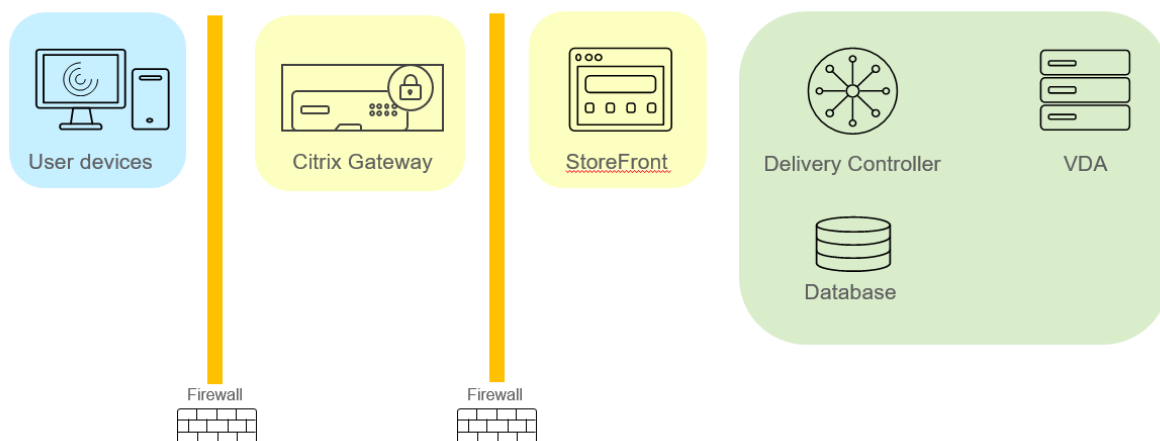 User devices
Citrix Gateway
StoreFront
Delivery Controller
VDA
Database
Firewall
Firewall